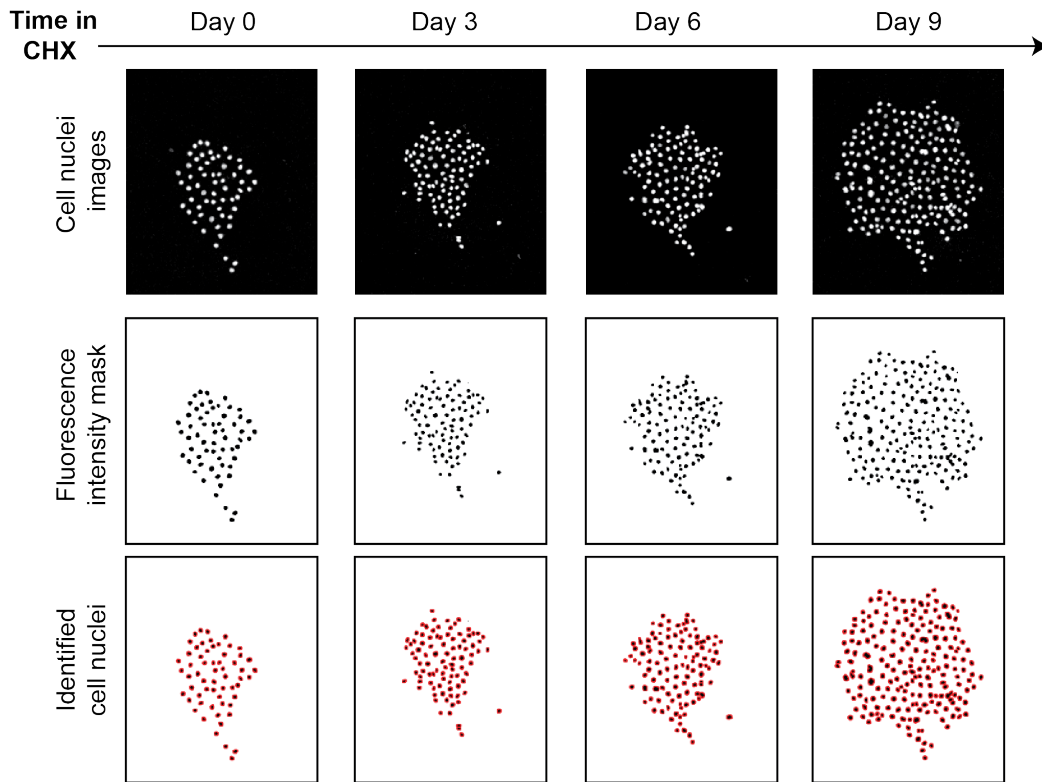 Time in
CHX
Day 0
Day 3
Day 6
Day 9
Cell nuclei
images
Fluorescence
intensity mask
Identified
cell nuclei